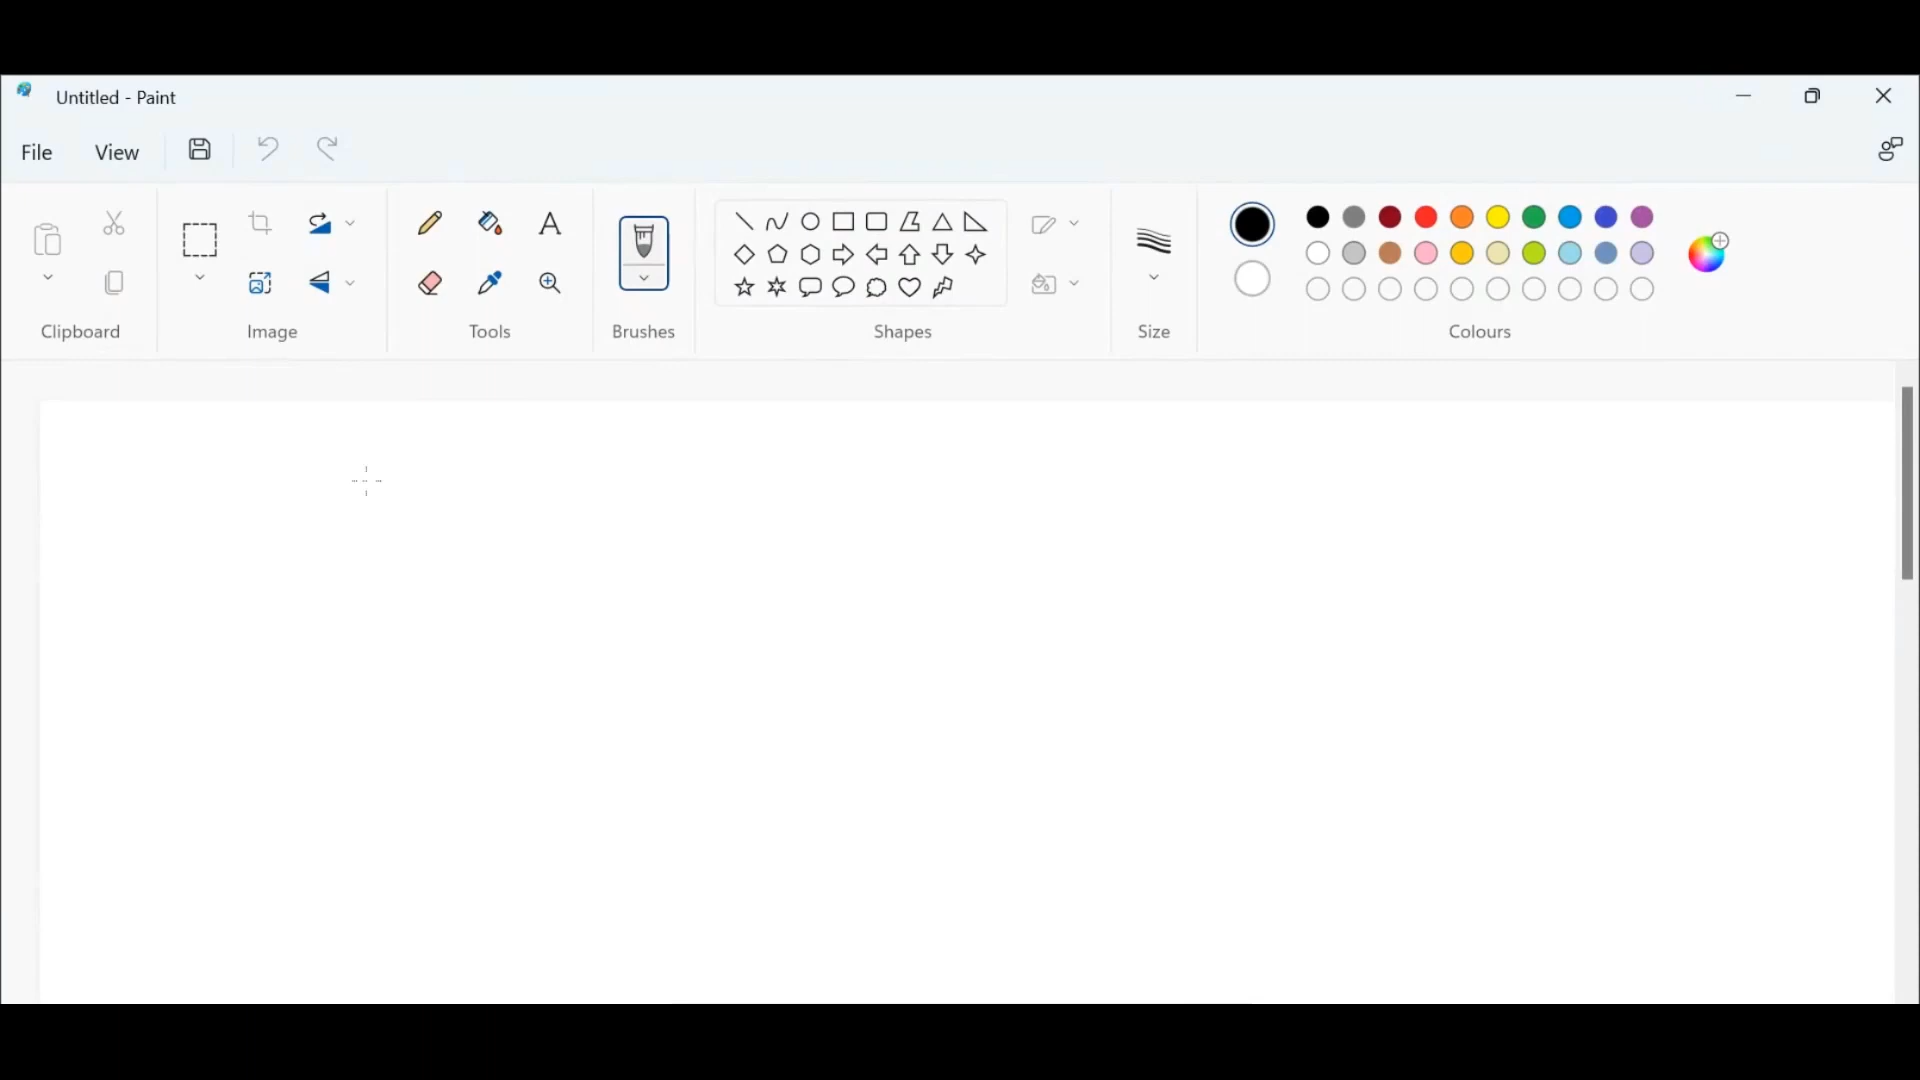 Untitled - Paint
File View
Clipboard Image Tools Brushes Shapes Size Colours